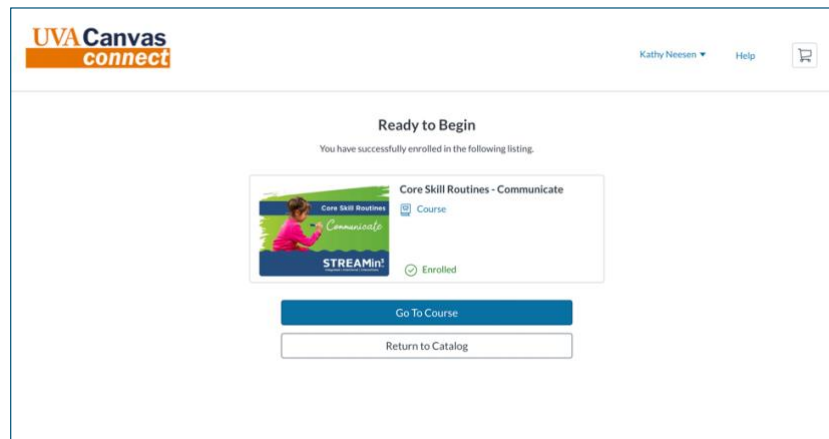 UVA Canvas
connect
Kathy Neesen
Help
Ready to Begin
You have successfully enrolled in the following listing.
Core Skill Routines - Communicate
Course
Core Skill Routines
Communicate
STREAMin³
Enrolled
Go To Course
Return to Catalog